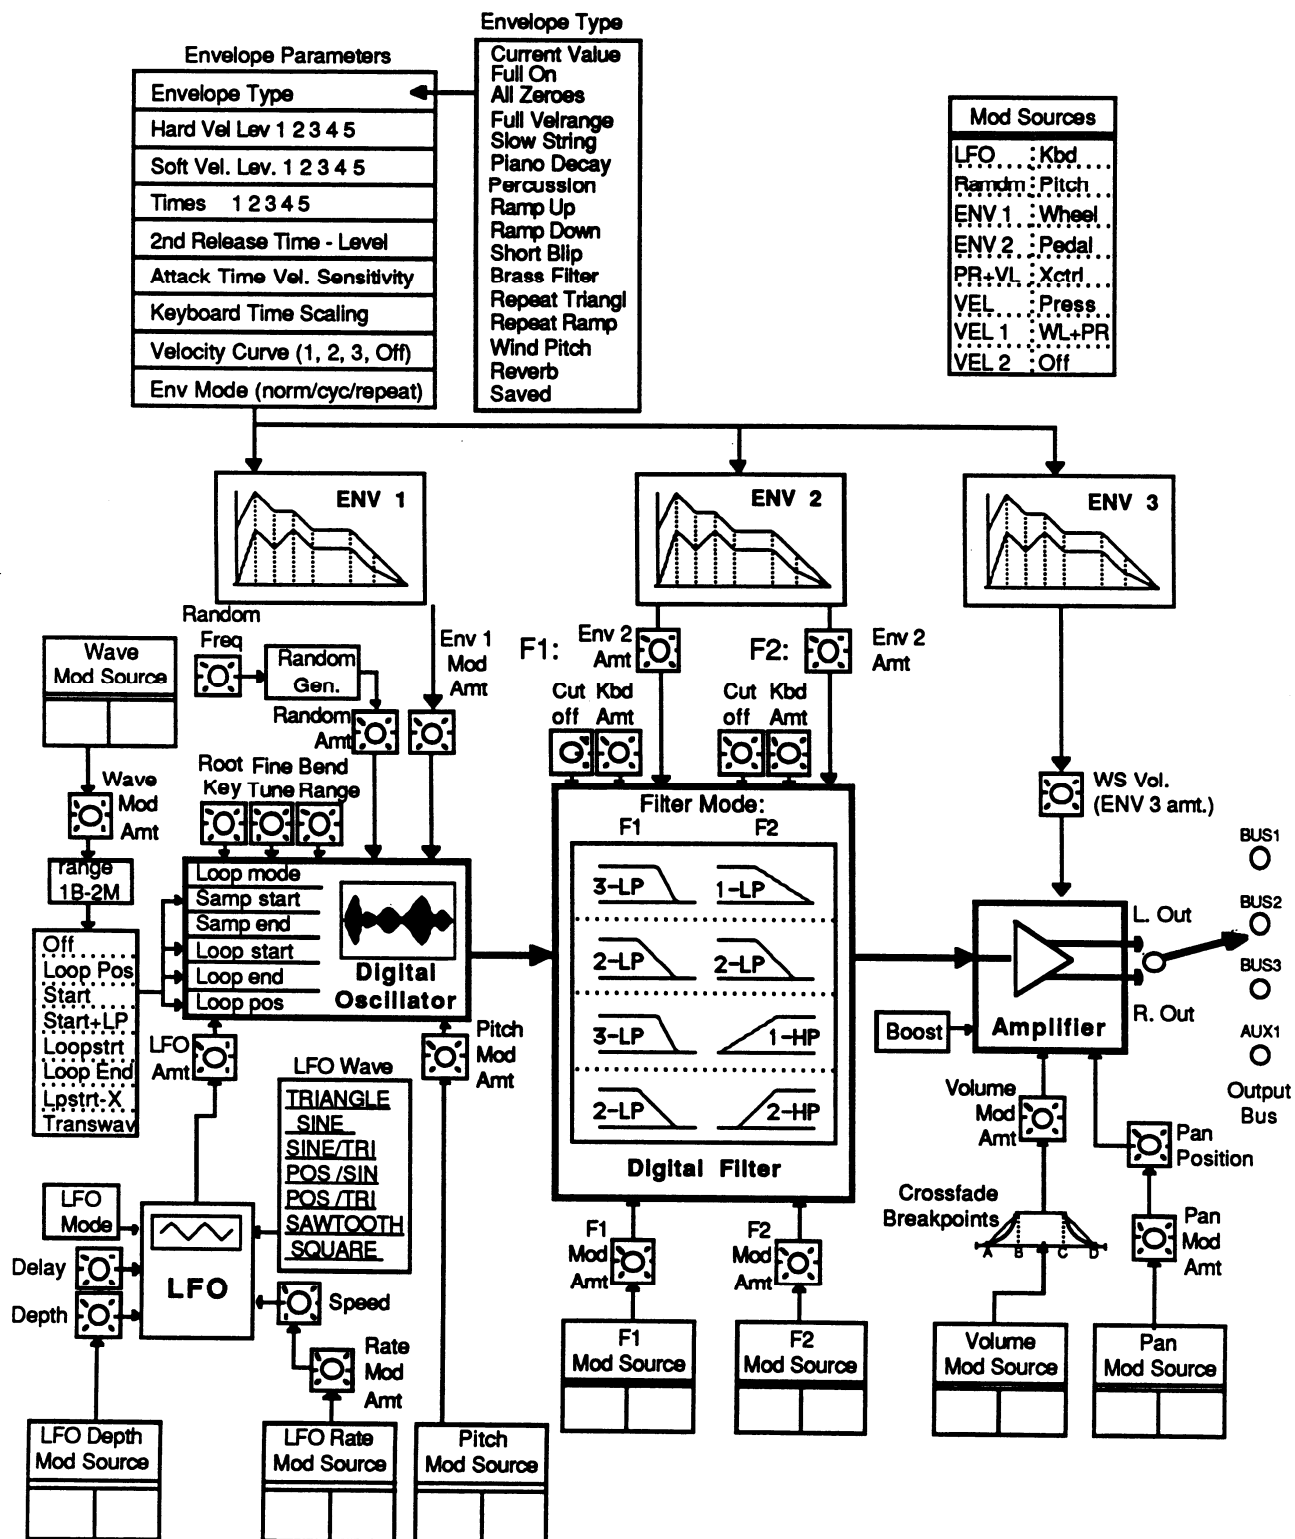 Envelope Type
Envelope Parameters
Envelope Type
Hard Vel Lev 1 2 3 4 5
Soft Vel. Lev. 1 2 3 4 5
Times 1 2 3 4 5
2nd Release Time - Level
Attack Time Vel. Sensitivity
Keyboard Time Scaling
Velocity Curve (1, 2, 3, Off)
Env Mode (norm/cyc/repeat)
Current Value
Full On
All Zeroes
Full Velrange
Slow String
Piano Decay
Percussion
Ramp Up
Ramp Down
Short Blip
Brass Filter
Repeat Triangl
Repeat Ramp
Wind Pitch
Reverb
Saved
Mod Sources
LFO Kbd
Ramdm Pitch
ENV 1 Wheel
ENV 2 Pedal
PR+VL Xctrl
VEL Press
VEL 1 WL+PR
VEL 2 Off
ENV 1
ENV 2
ENV 3
Random
Freq
Random
Gen.
Random
Amt
Env 1
Mod
Amt
F1:
Env 2
Amt
F2:
Env 2
Amt
Wave
Mod Source
Wave
Mod
Amt
range
1B-2M
Root
Key
Fine
Tune
Bend
Range
Cut
off
Kbd
Amt
Cut
off
Kbd
Amt
WS Vol.
(ENV 3 amt.)
Off
Loop Pos
Start
Start+LP
Loopstrt
Loop End
Lpstrt-X
Transwav
Loop mode
Samp start
Samp end
Loop start
Loop end
Loop pos
Digital
Oscillator
Filter Mode:
F1 F2
3-LP 1-LP
2-LP 2-LP
3-LP 1-HP
2-LP 2-HP
Digital Filter
L. Out
R. Out
Amplifier
Boost
BUS1
BUS2
BUS3
AUX1
Output
Bus
LFO
Amt
Pitch
Mod
Amt
LFO Wave
TRIANGLE
SINE
SINE/TRI
POS /SIN
POS /TRI
SAWTOOTH
SQUARE
LFO
Mode
Delay
Depth
LFO
Speed
Rate
Mod
Amt
F1
Mod
Amt
F2
Mod
Amt
Volume
Mod
Amt
Pan
Position
Crossfade
Breakpoints
A B C D
Pan
Mod
Amt
F1
Mod Source
F2
Mod Source
Volume
Mod Source
Pan
Mod Source
LFO Depth
Mod Source
LFO Rate
Mod Source
Pitch
Mod Source